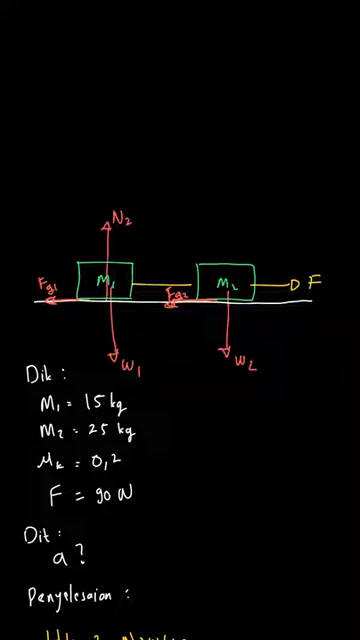 N2
Fg1
M1
Fg2
M2
F
W1
W2
Dik :
M1 = 15 kg
M2 = 25 kg
μk = 0,2
F = 90 N
Dit :
a ?
Penyelesaian :